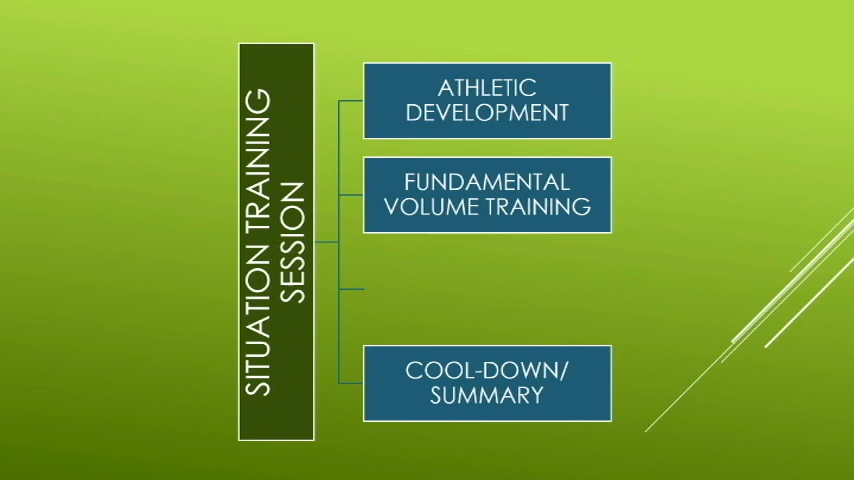 SITUATION TRAINING
SESSION
ATHLETIC
DEVELOPMENT
FUNDAMENTAL
VOLUME TRAINING
COOL-DOWN/
SUMMARY